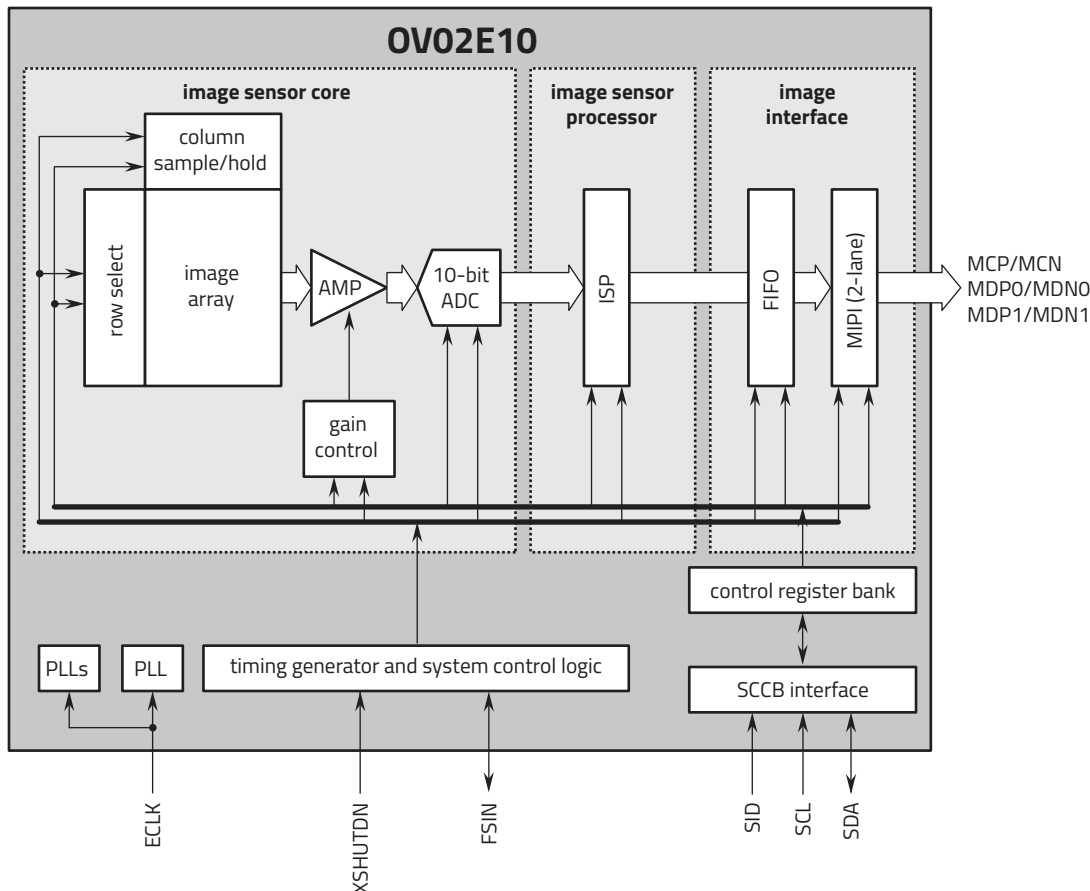 OV02E10
image sensor core
image sensor
processor
image
interface
column
sample/hold
row select
image
array
AMP
10-bit
ADC
gain
control
ISP
FIFO
MIPI (2-lane)
MCP/MCN
MDP0/MDN0
MDP1/MDN1
control register bank
PLLs
PLL
timing generator and system control logic
SCCB interface
ECLK
XSHUTDN
FSIN
SID
SCL
SDA